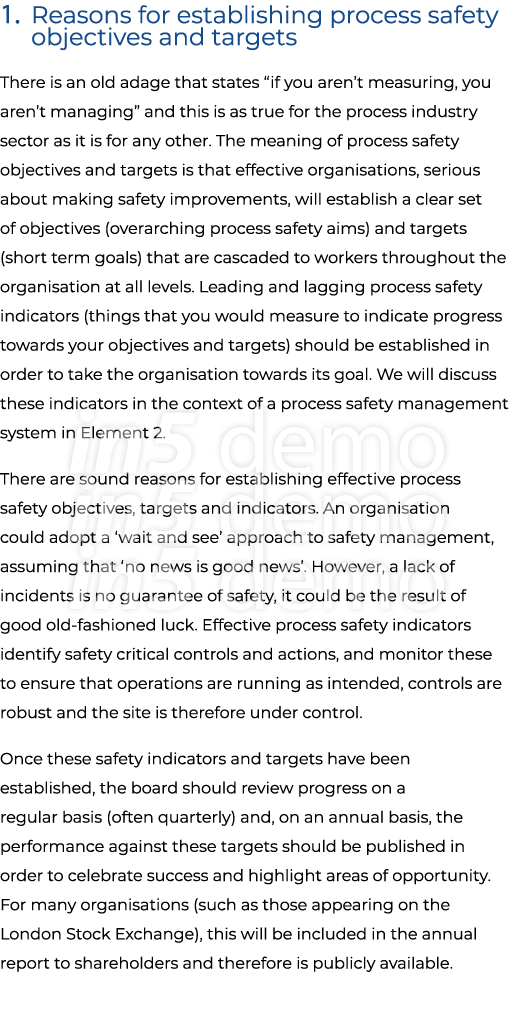 1. Reasons for establishing process safety
objectives and targets
There is an old adage that states “if you aren’t measuring, you
aren’t managing” and this is as true for the process industry
sector as it is for any other. The meaning of process safety
objectives and targets is that effective organisations, serious
about making safety improvements, will establish a clear set
of objectives (overarching process safety aims) and targets
(short term goals) that are cascaded to workers throughout the
organisation at all levels. Leading and lagging process safety
indicators (things that you would measure to indicate progress
towards your objectives and targets) should be established in
order to take the organisation towards its goal. We will discuss
these indicators in the context of a process safety management
system in Element 2.
in5 demo
There are sound reasons for establishing effective process
safety objectives, targets and indicators. An organisation
in5 demo
could adopt a ‘wait and see’ approach to safety management,
assuming that ‘no news is good news’. However, a lack of
in5 demo
incidents is no guarantee of safety, it could be the result of
good old-fashioned luck. Effective process safety indicators
identify safety critical controls and actions, and monitor these
to ensure that operations are running as intended, controls are
robust and the site is therefore under control.
Once these safety indicators and targets have been
established, the board should review progress on a
regular basis (often quarterly) and, on an annual basis, the
performance against these targets should be published in
order to celebrate success and highlight areas of opportunity.
For many organisations (such as those appearing on the
London Stock Exchange), this will be included in the annual
report to shareholders and therefore is publicly available.